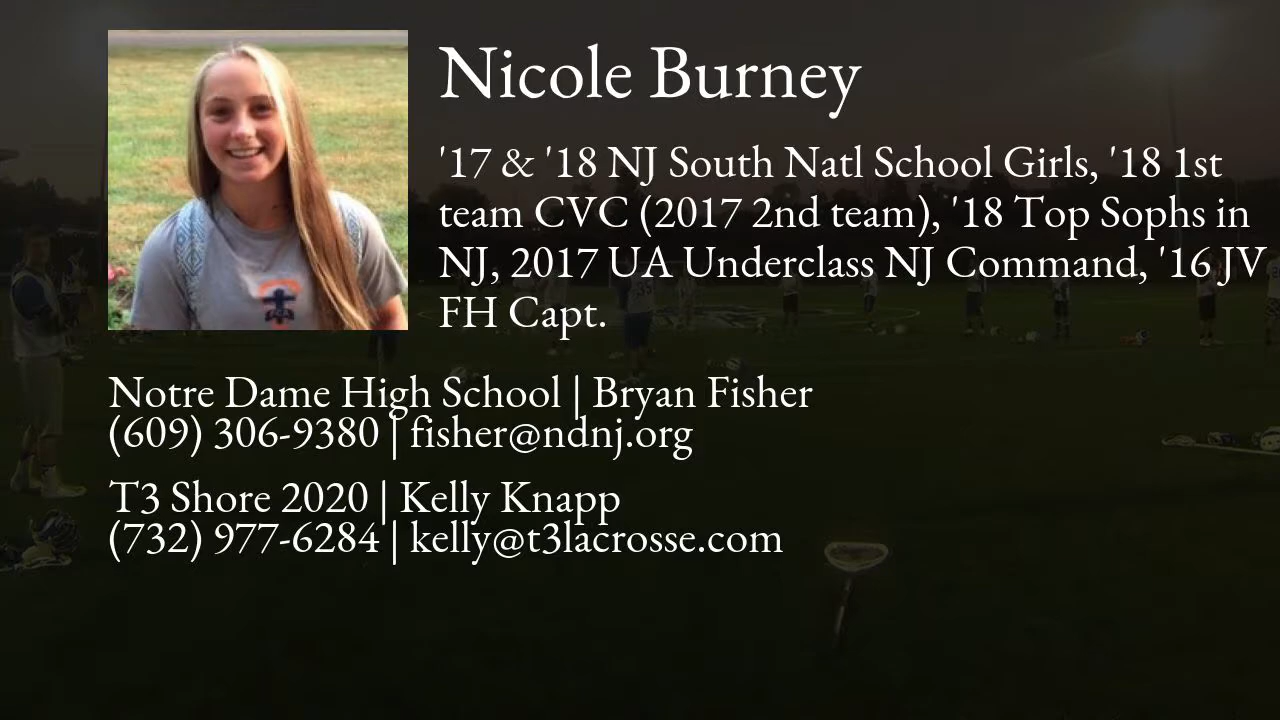 Nicole Burney
'17 & '18 NJ South Natl School Girls, '18 1st
team CVC (2017 2nd team), '18 Top Sophs in
NJ, 2017 UA Underclass NJ Command, '16 JV
FH Capt.
Notre Dame High School | Bryan Fisher
(609) 306-9380 | fisher@ndnj.org
T3 Shore 2020 | Kelly Knapp
(732) 977-6284 | kelly@t3lacrosse.com